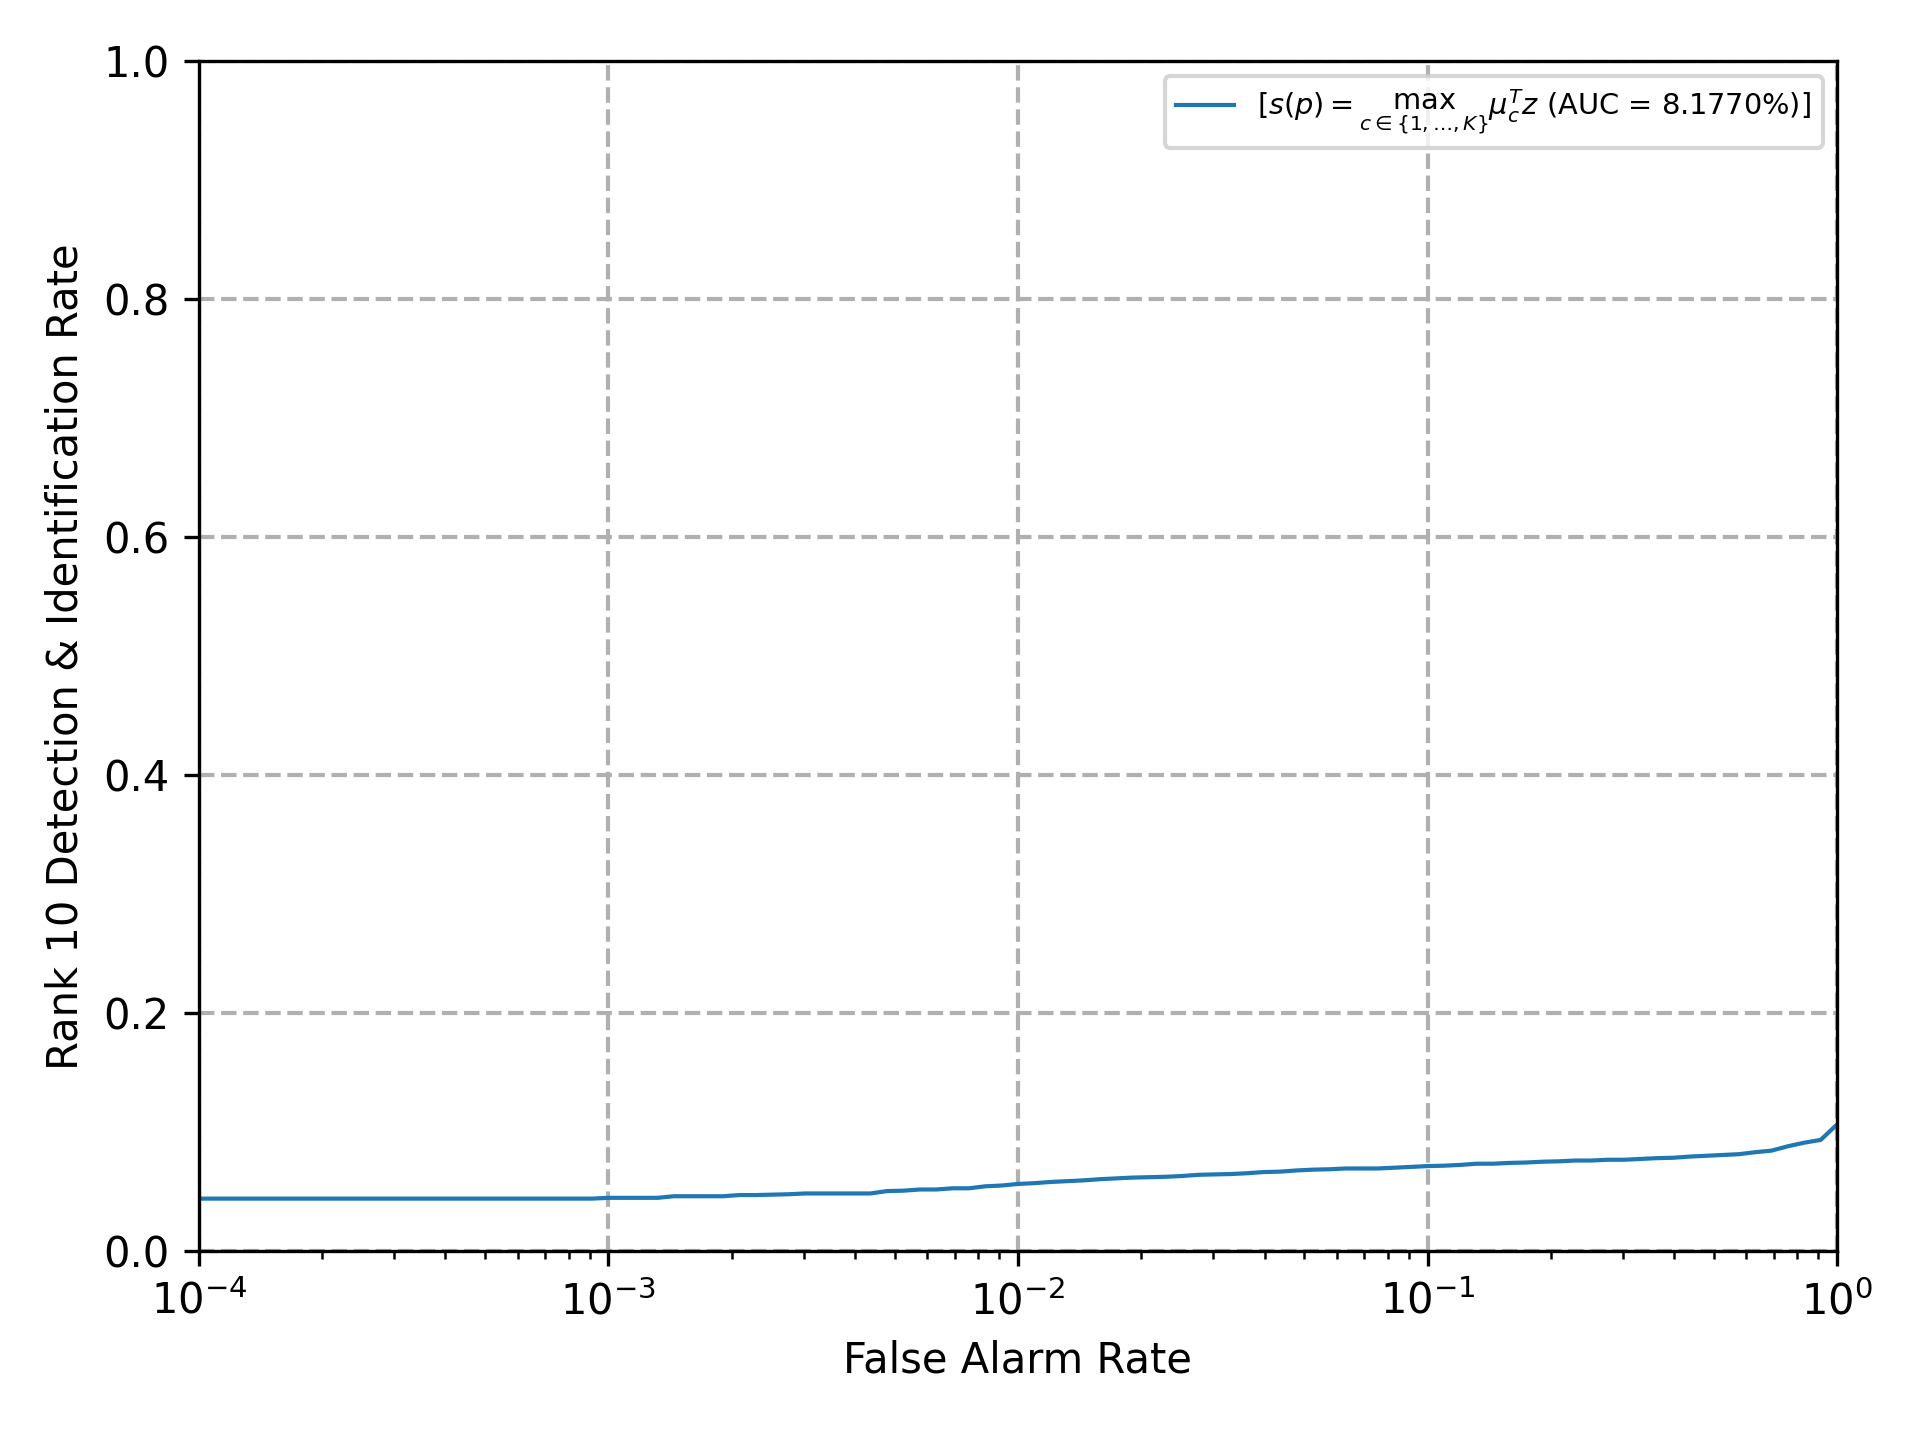 1.0
[s(p) = max_{c ∈ {1, ..., K}} μ_c^T z (AUC = 8.1770%)]
0.8
0.6
0.4
0.2
0.0
Rank 10 Detection & Identification Rate
10^{-4} 10^{-3} 10^{-2} 10^{-1} 10^{0}
False Alarm Rate